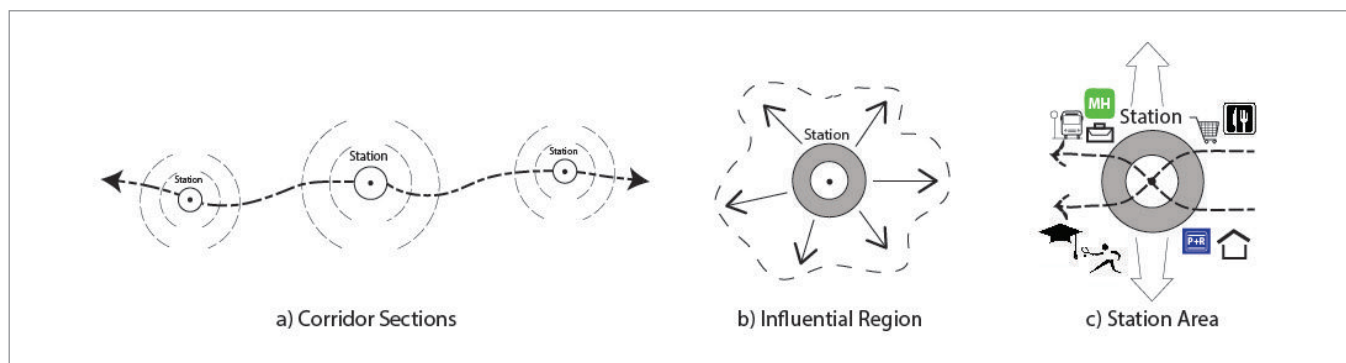 Station
Station
Station
a) Corridor Sections
Station
b) Influential Region
MH
Station
P+R
c) Station Area